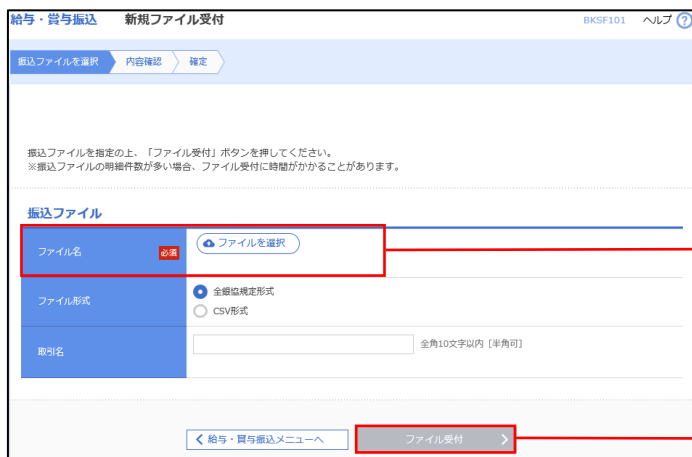 給与・賞与振込 新規ファイル受付 BKSF101 ヘルプ ?
振込ファイルを選択 内容確認 確定
振込ファイルを指定の上、「ファイル受付」ボタンを押してください。
※振込ファイルの明細件数が多い場合、ファイル受付に時間がかかることがあります。
振込ファイル
ファイル名 必須 ファイルを選択
ファイル形式 全銀協規定形式
CSV形式
取引名 全角10文字以内 [半角可]
給与・賞与振込メニューへ ファイル受付